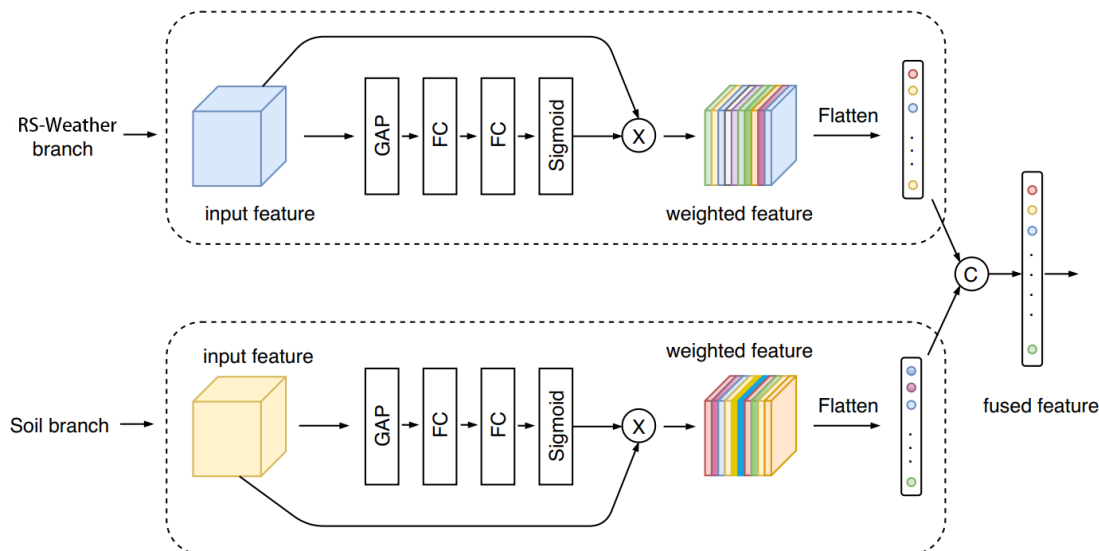 RS-Weather
branch
input feature
GAP
FC
FC
Sigmoid
X
weighted feature
Flatten
C
fused feature
Soil branch
input feature
GAP
FC
FC
Sigmoid
X
weighted feature
Flatten